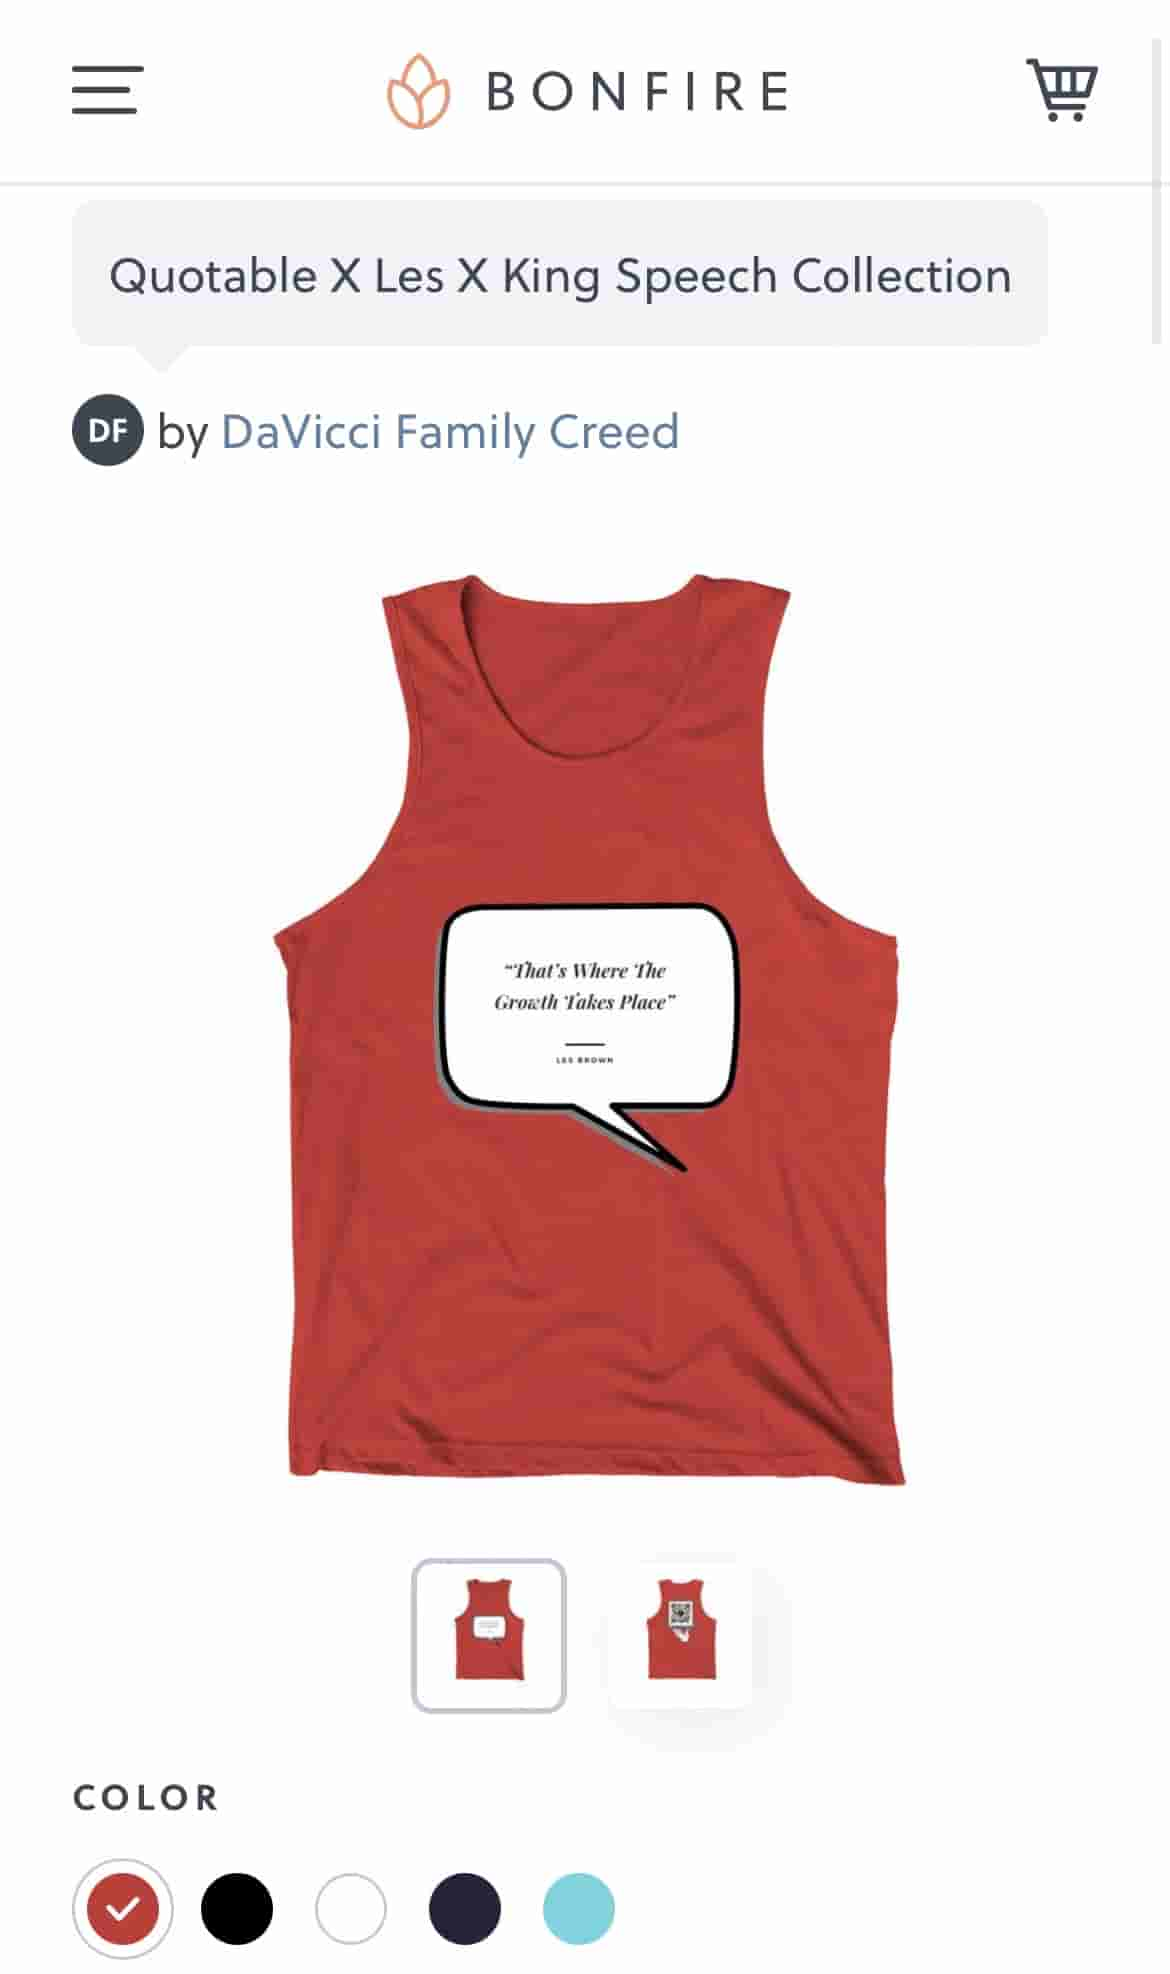 BONFIRE
Quotable X Les X King Speech Collection
DF by DaVicci Family Creed
“That’s Where The
Growth Takes Place”
LES BROWN
COLOR